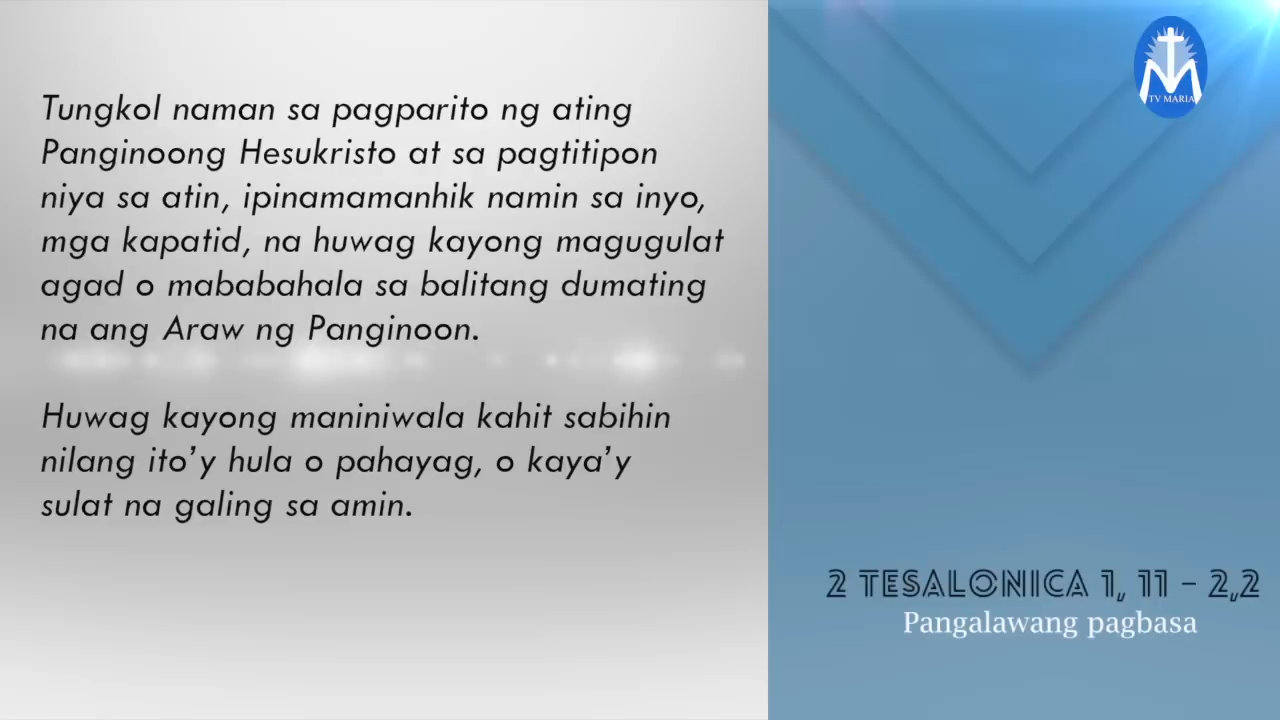 Tungkol naman sa pagparito ng ating
Panginoong Hesukristo at sa pagtitipon
niya sa atin, ipinamamanhik namin sa inyo,
mga kapatid, na huwag kayong magugulat
agad o mababahala sa balitang dumating
na ang Araw ng Panginoon.
Huwag kayong maniniwala kahit sabihin
nilang ito’y hula o pahayag, o kaya’y
sulat na galing sa amin.
TV MARIA
2 TESALONICA 1, 11 – 2,2
Pangalawang pagbasa